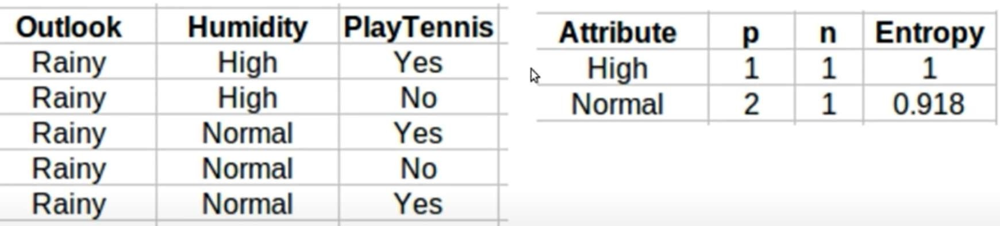 Outlook Humidity PlayTennis
Rainy High Yes
Rainy High No
Rainy Normal Yes
Rainy Normal No
Rainy Normal Yes
Attribute p n Entropy
High 1 1 1
Normal 2 1 0.918